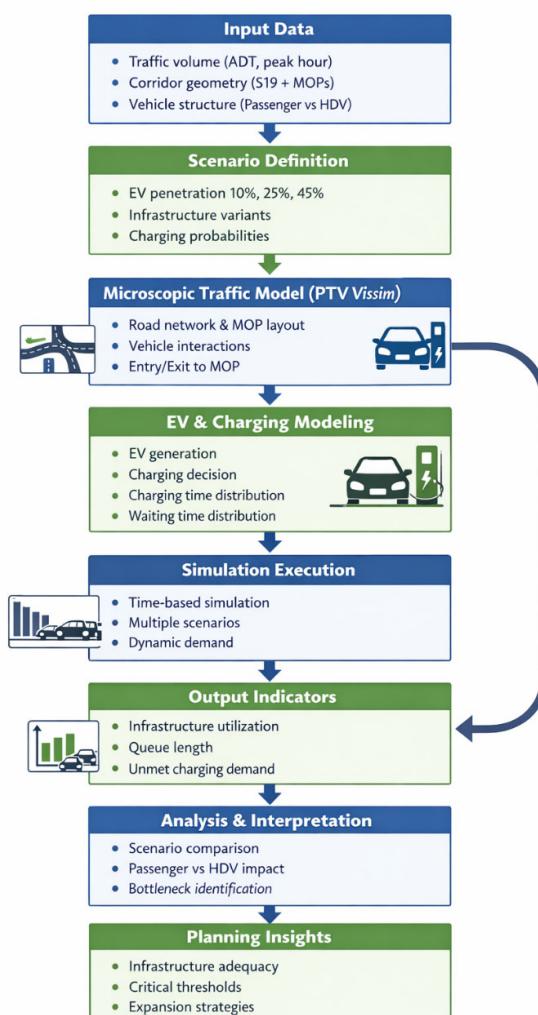 Input Data
• Traffic volume (ADT, peak hour)
• Corridor geometry (S19 + MOPs)
• Vehicle structure (Passenger vs HDV)
Scenario Definition
• EV penetration 10%, 25%, 45%
• Infrastructure variants
• Charging probabilities
Microscopic Traffic Model (PTV Vissim)
• Road network & MOP layout
• Vehicle interactions
• Entry/Exit to MOP
EV & Charging Modeling
• EV generation
• Charging decision
• Charging time distribution
• Waiting time distribution
Simulation Execution
• Time-based simulation
• Multiple scenarios
• Dynamic demand
Output Indicators
• Infrastructure utilization
• Queue length
• Unmet charging demand
Analysis & Interpretation
• Scenario comparison
• Passenger vs HDV impact
• Bottleneck identification
Planning Insights
• Infrastructure adequacy
• Critical thresholds
• Expansion strategies